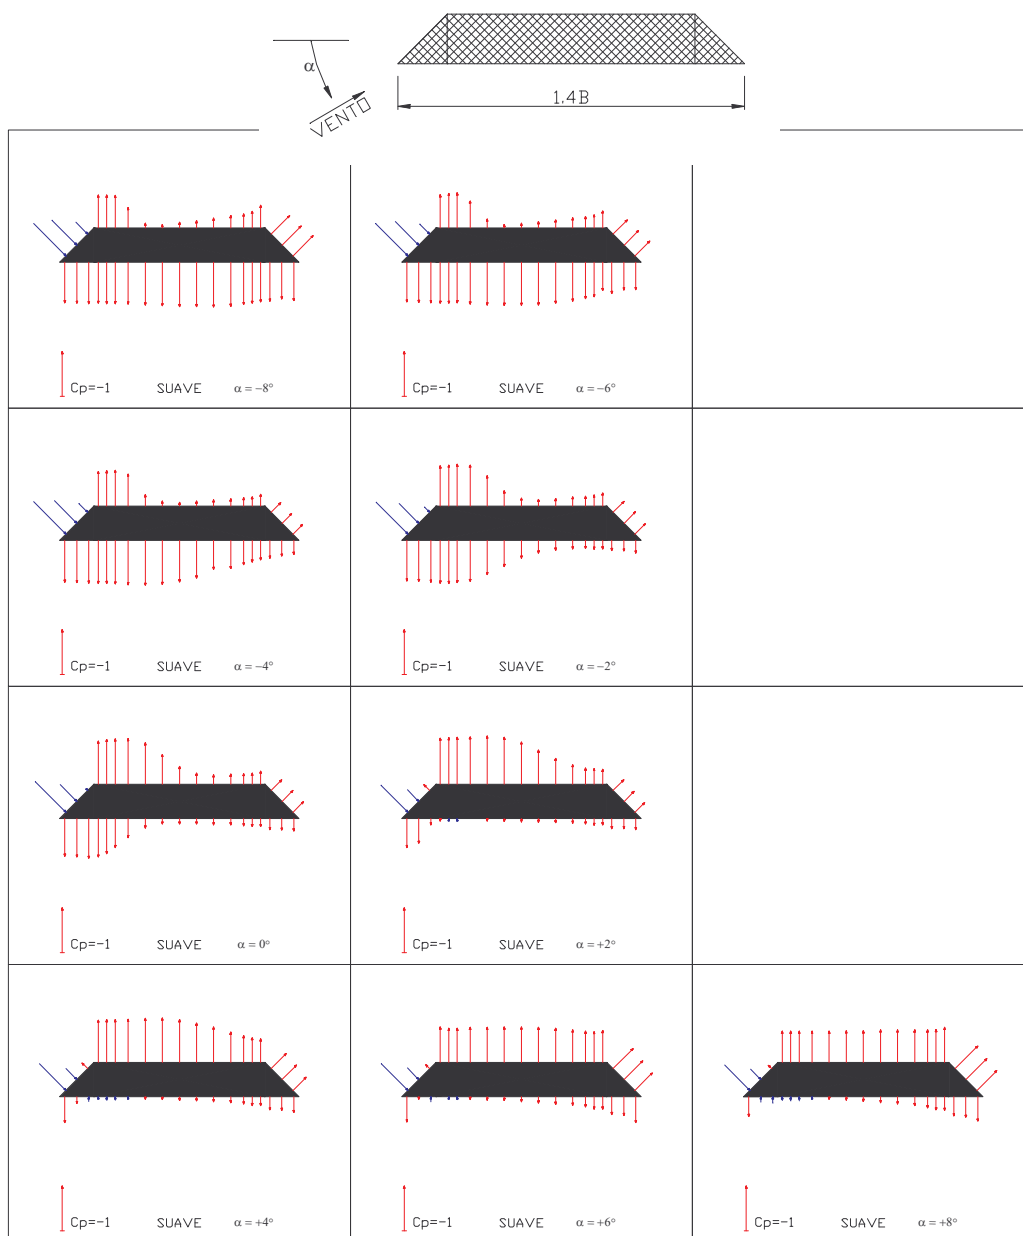 α
VENTO
1.4B
Cp=-1 SUAVE α = -8°
Cp=-1 SUAVE α = -6°
Cp=-1 SUAVE α = -4°
Cp=-1 SUAVE α = -2°
Cp=-1 SUAVE α = 0°
Cp=-1 SUAVE α = +2°
Cp=-1 SUAVE α = +4°
Cp=-1 SUAVE α = +6°
Cp=-1 SUAVE α = +8°